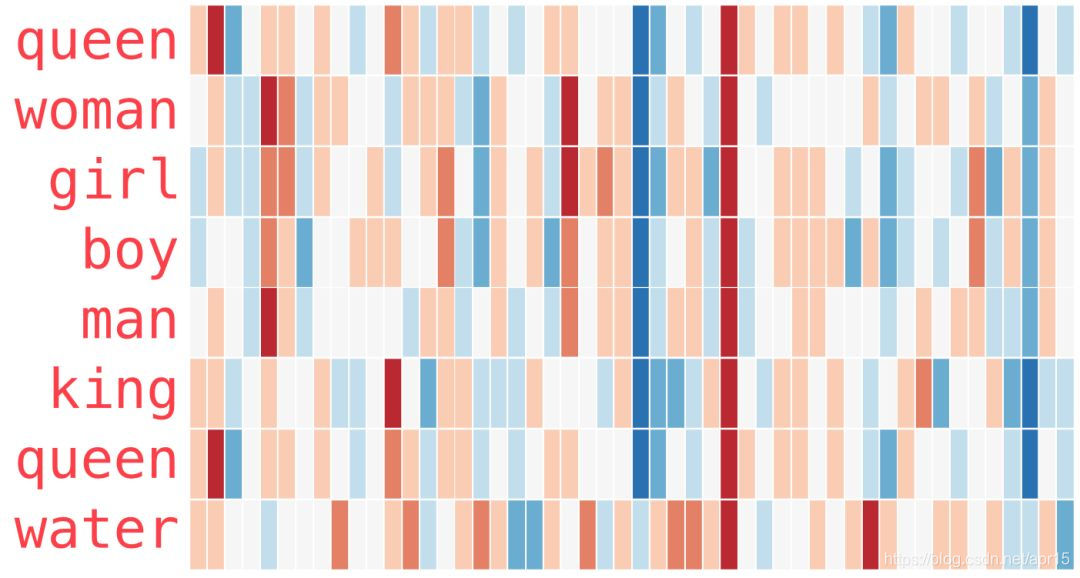 queen
woman
girl
boy
man
king
queen
water
https://blog.csdn.net/apr15